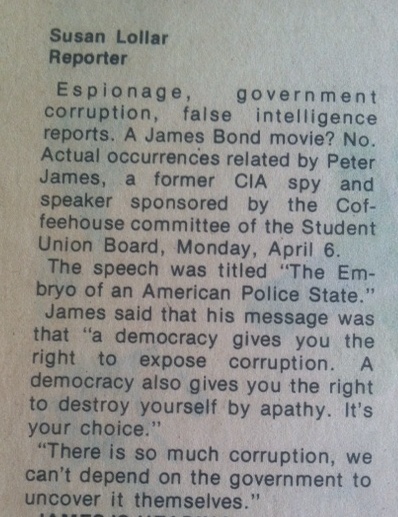 Susan Lollar
Reporter
Espionage, government
corruption, false intelligence
reports. A James Bond movie? No.
Actual occurrences related by Peter
James, a former CIA spy and
speaker sponsored by the Cof-
feehouse committee of the Student
Union Board, Monday, April 6.
The speech was titled "The Em-
bryo of an American Police State."
James said that his message was
that "a democracy gives you the
right to expose corruption. A
democracy also gives you the right
to destroy yourself by apathy. It's
your choice."
"There is so much corruption, we
can't depend on the government to
uncover it themselves."